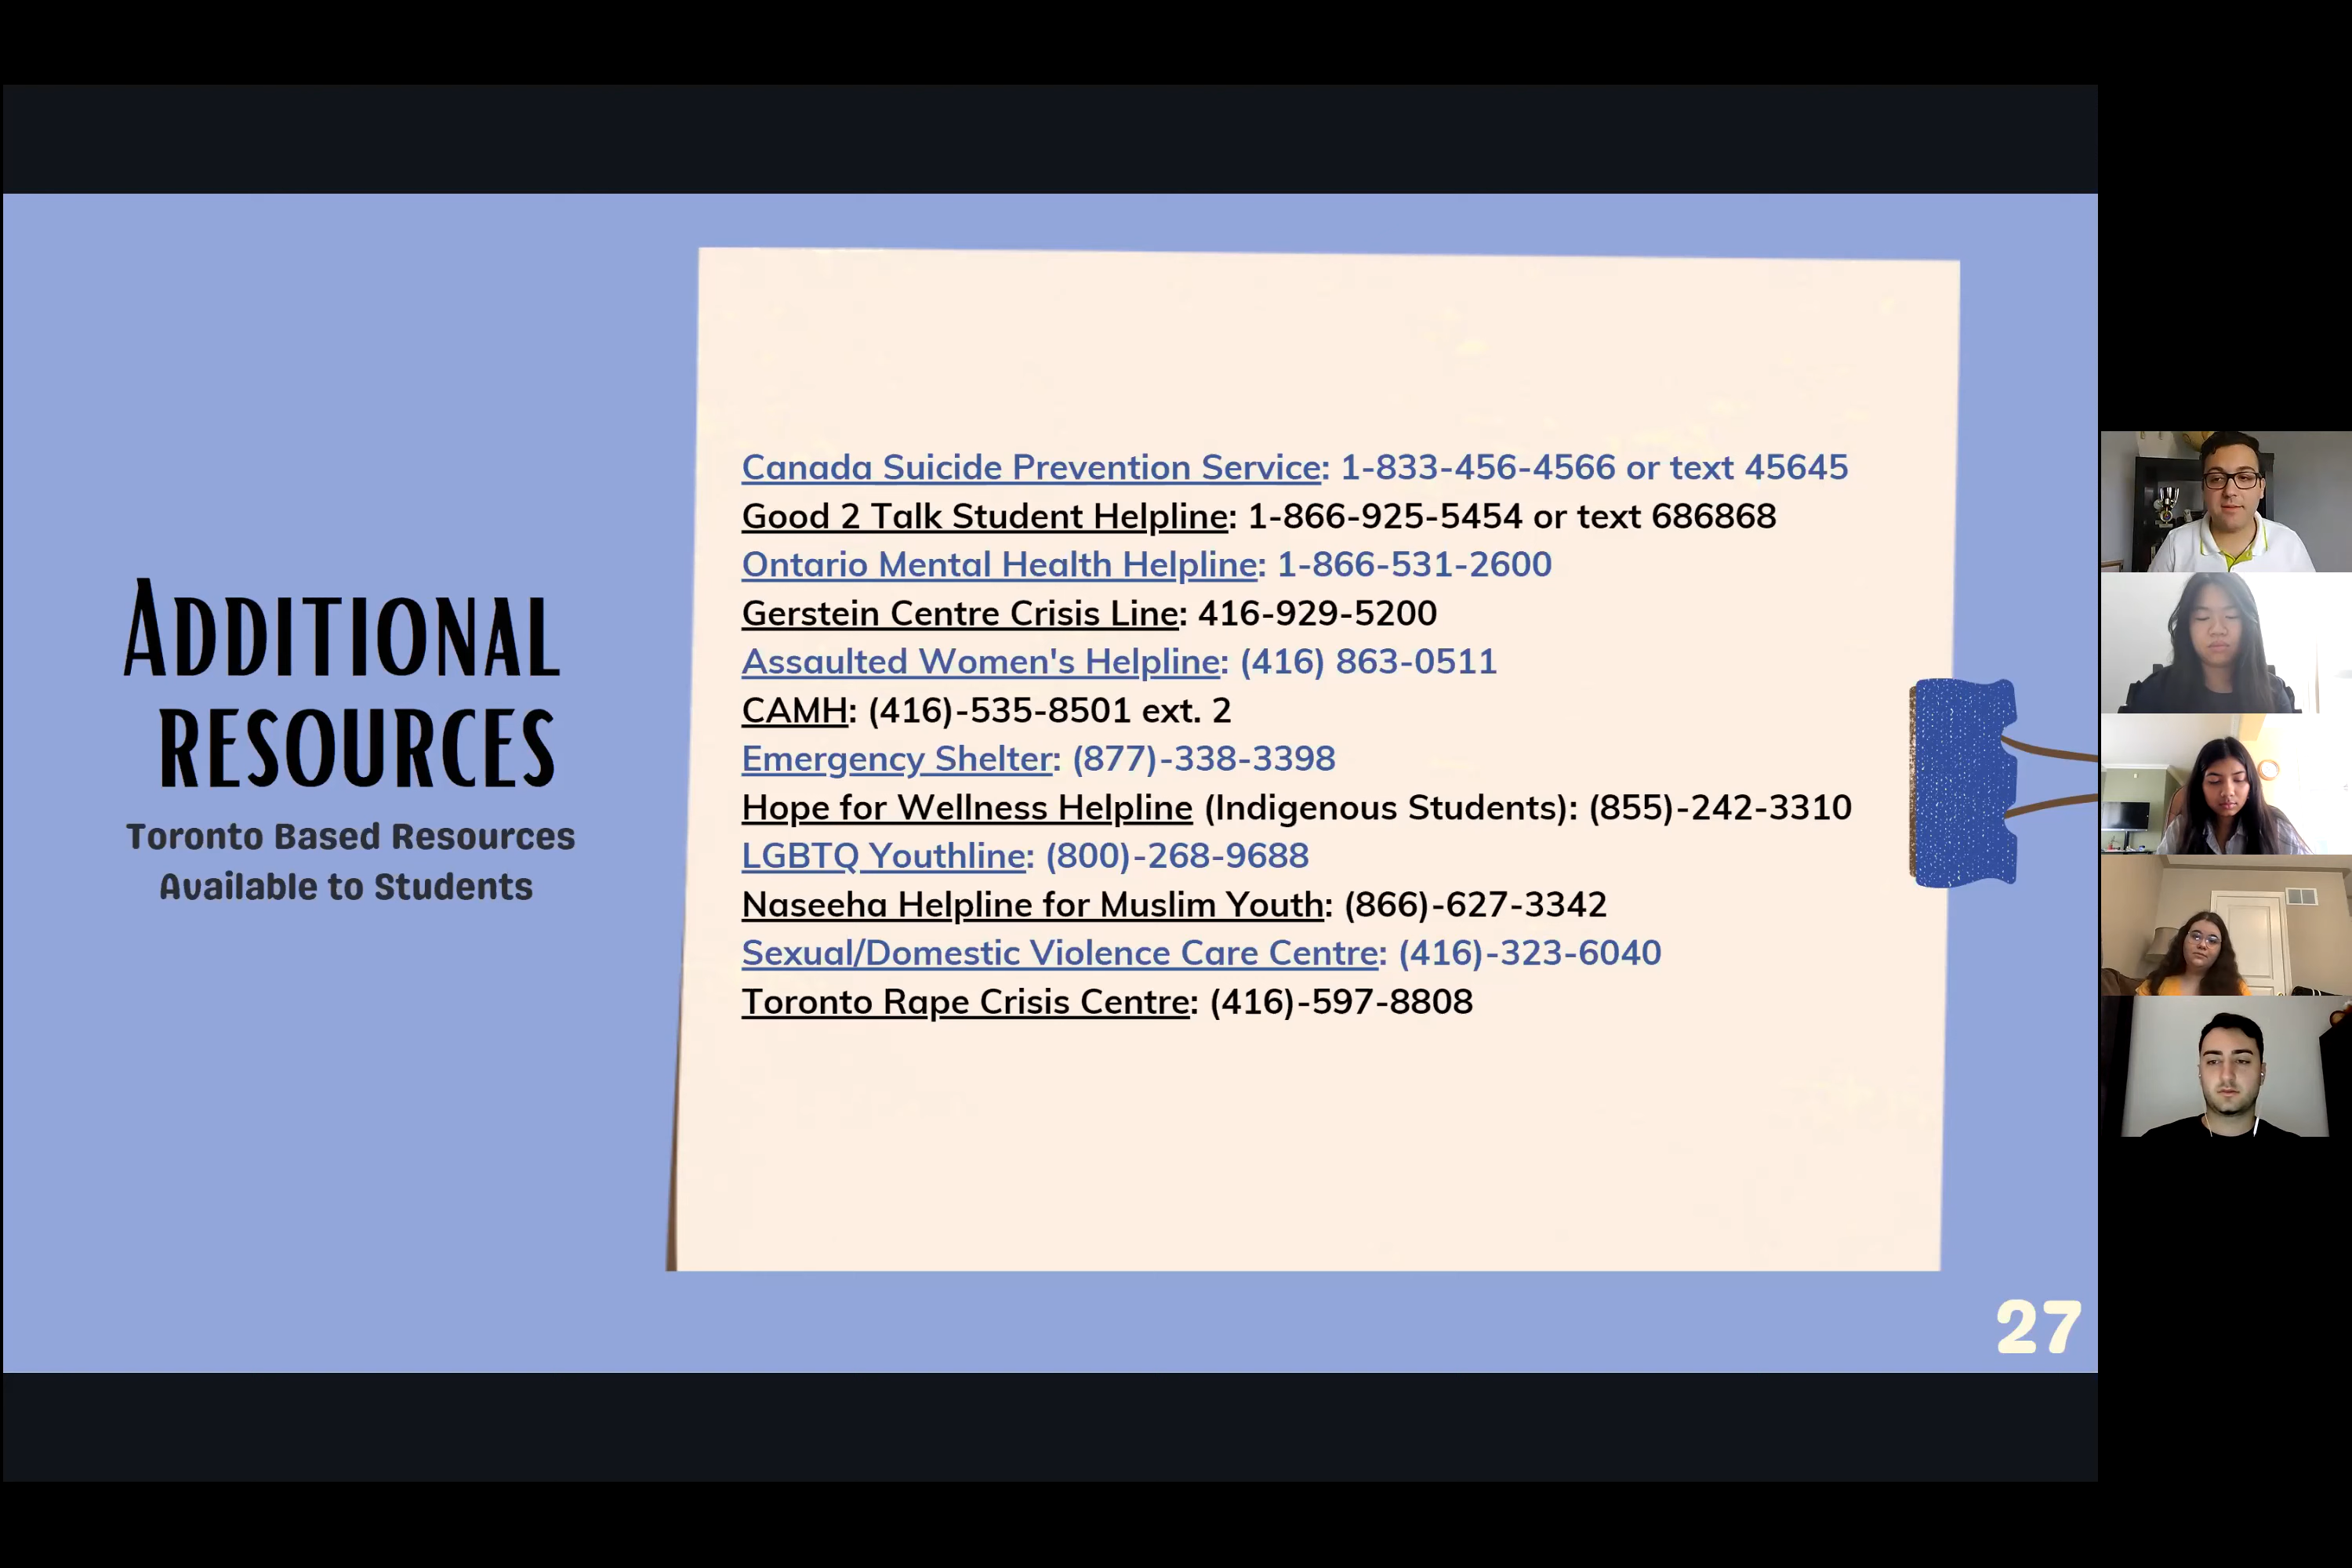 Additional
resources
Toronto Based Resources
Available to Students
Canada Suicide Prevention Service: 1-833-456-4566 or text 45645
Good 2 Talk Student Helpline: 1-866-925-5454 or text 686868
Ontario Mental Health Helpline: 1-866-531-2600
Gerstein Centre Crisis Line: 416-929-5200
Assaulted Women's Helpline: (416) 863-0511
CAMH: (416)-535-8501 ext. 2
Emergency Shelter: (877)-338-3398
Hope for Wellness Helpline (Indigenous Students): (855)-242-3310
LGBTQ Youthline: (800)-268-9688
Naseeha Helpline for Muslim Youth: (866)-627-3342
Sexual/Domestic Violence Care Centre: (416)-323-6040
Toronto Rape Crisis Centre: (416)-597-8808
27